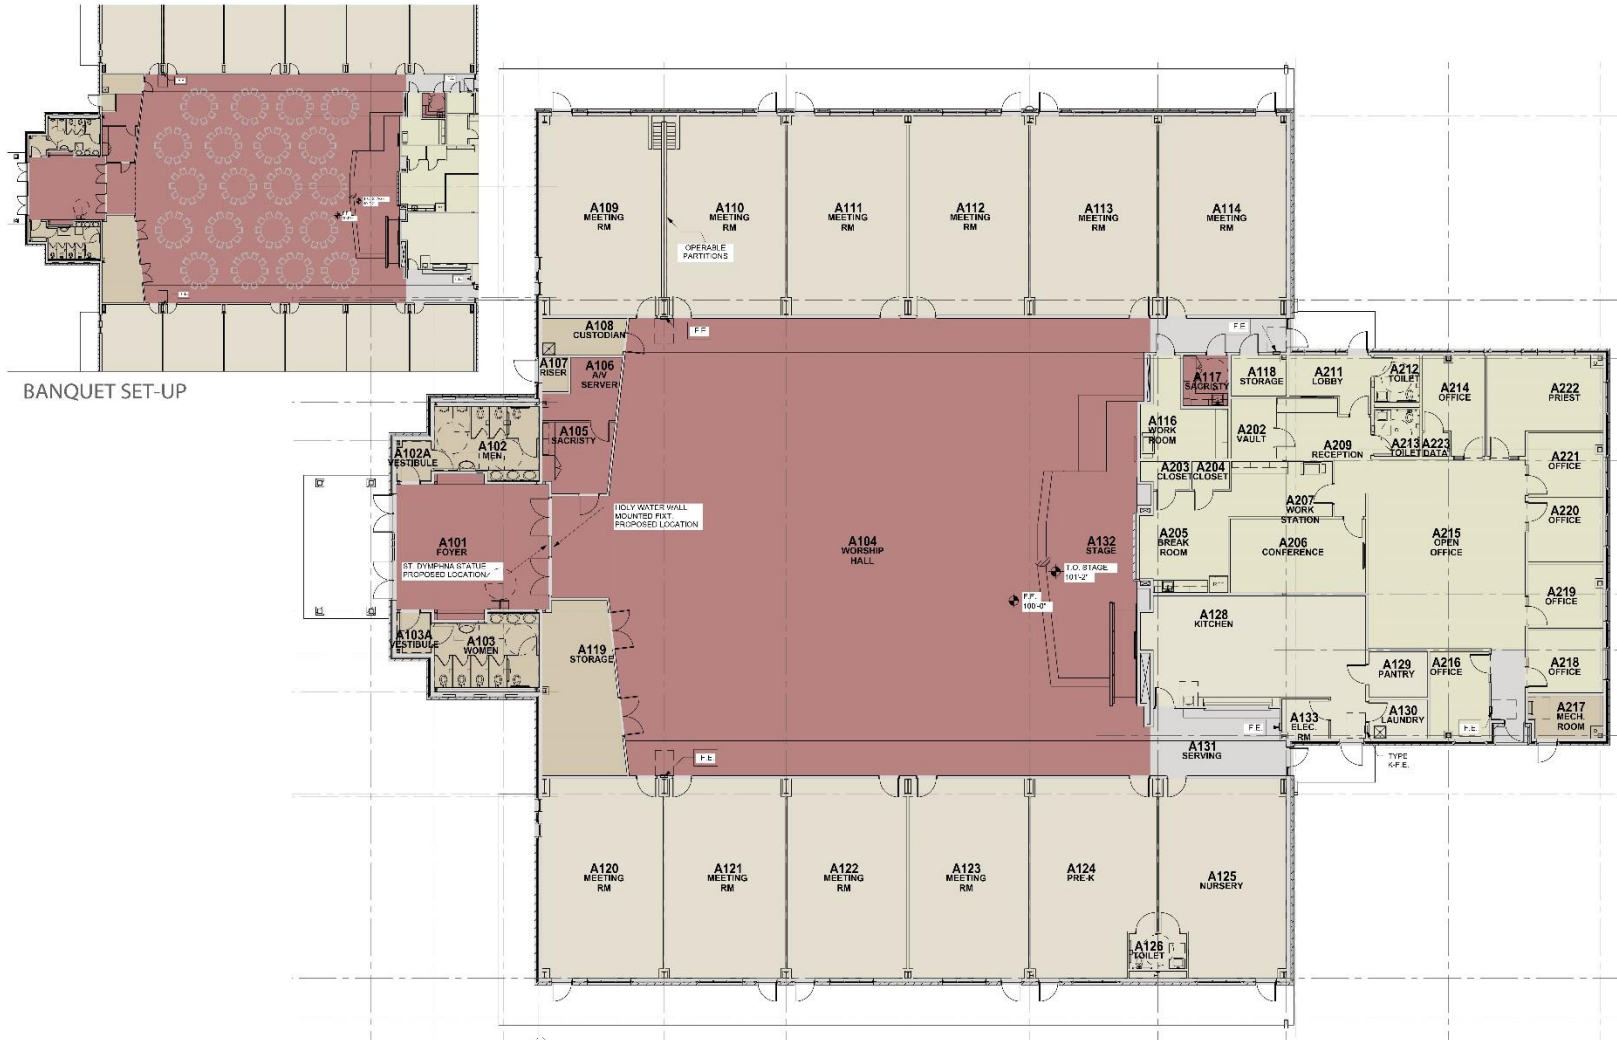 BANQUET SET-UP
A109
MEETING
RM
A110
MEETING
RM
A111
MEETING
RM
A112
MEETING
RM
A113
MEETING
RM
A114
MEETING
RM
OPERABLE
PARTITIONS
A108
CUSTODIAN
F.E.
F.E.
A107
RISER
A106
A/V
SERVER
A117
SACRISTY
A118
STORAGE
A211
LOBBY
A212
TOILET
A214
OFFICE
A222
PRIEST
A105
SACRISTY
A116
WORK
ROOM
A202
VAULT
A209
RECEPTION
A213
TOILET
A223
DATA
A221
OFFICE
A102A
VESTIBULE
A102
MEN
A203
CLOSET
A204
CLOSET
A207
WORK
STATION
A220
OFFICE
HOLY WATER WALL
MOUNTED FIXT.
PROPOSED LOCATION
A101
FOYER
ST. DYMPHNA STATUE
PROPOSED LOCATION
A104
WORSHIP
HALL
A132
STAGE
T.O. STAGE
101'-2"
F.F.
100'-0"
A205
BREAK
ROOM
A206
CONFERENCE
A215
OPEN
OFFICE
A219
OFFICE
A103A
VESTIBULE
A103
WOMEN
A119
STORAGE
A128
KITCHEN
A129
PANTRY
A216
OFFICE
A218
OFFICE
A130
LAUNDRY
A133
ELEC.
RM
A217
MECH.
ROOM
F.E.
F.E.
F.E.
A131
SERVING
TYPE
K-F.E.
A120
MEETING
RM
A121
MEETING
RM
A122
MEETING
RM
A123
MEETING
RM
A124
PRE-K
A125
NURSERY
A126
TOILET